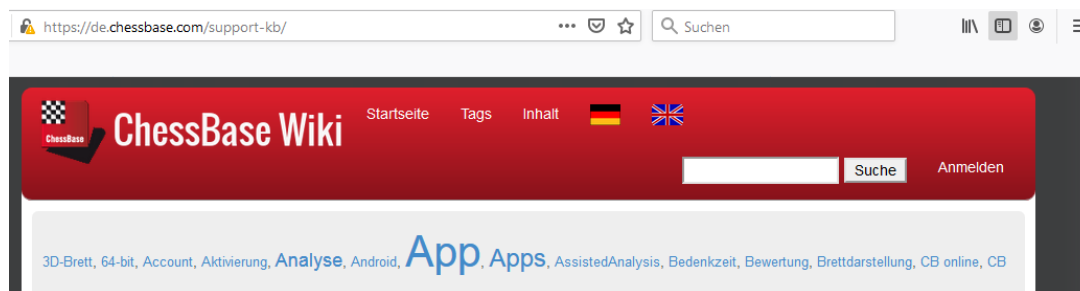 https://de.chessbase.com/support-kb/ Suchen
ChessBase
ChessBase Wiki
Startseite Tags Inhalt
Suche Anmelden
3D-Brett, 64-bit, Account, Aktivierung, Analyse, Android, App, Apps, AssistedAnalysis, Bedenkzeit, Bewertung, Brettdarstellung, CB online, CB